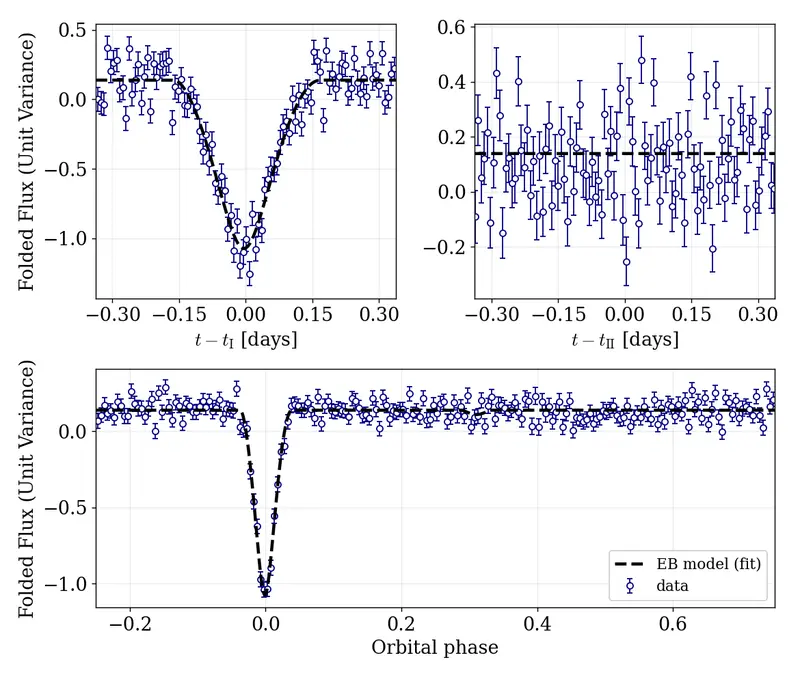 Folded Flux (Unit Variance)
0.5
0.0
−0.5
−1.0
−0.30 −0.15 0.00 0.15 0.30
t − t_I [days]
0.6
0.4
0.2
0.0
−0.2
−0.30 −0.15 0.00 0.15 0.30
t − t_II [days]
Folded Flux (Unit Variance)
0.0
−0.5
−1.0
−0.2 0.0 0.2 0.4 0.6
Orbital phase
EB model (fit)
data